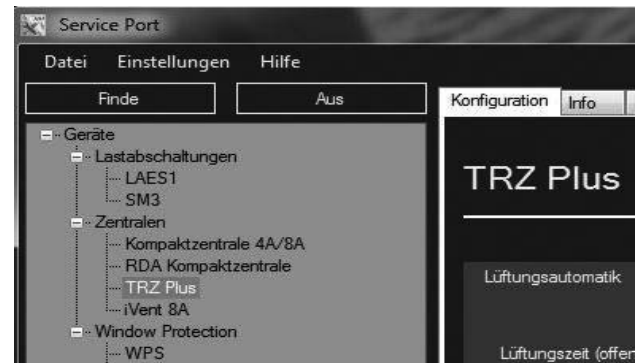 Service Port
Datei Einstellungen Hilfe
Finde Aus
Geräte
Lastabschaltungen
LAES1
SM3
Zentralen
Kompaktzentrale 4A/8A
RDA Kompaktzentrale
TRZ Plus
iVent 8A
Window Protection
WPS
Konfiguration Info
TRZ Plus
Lüftungsautomatik
Lüftungszeit (offen